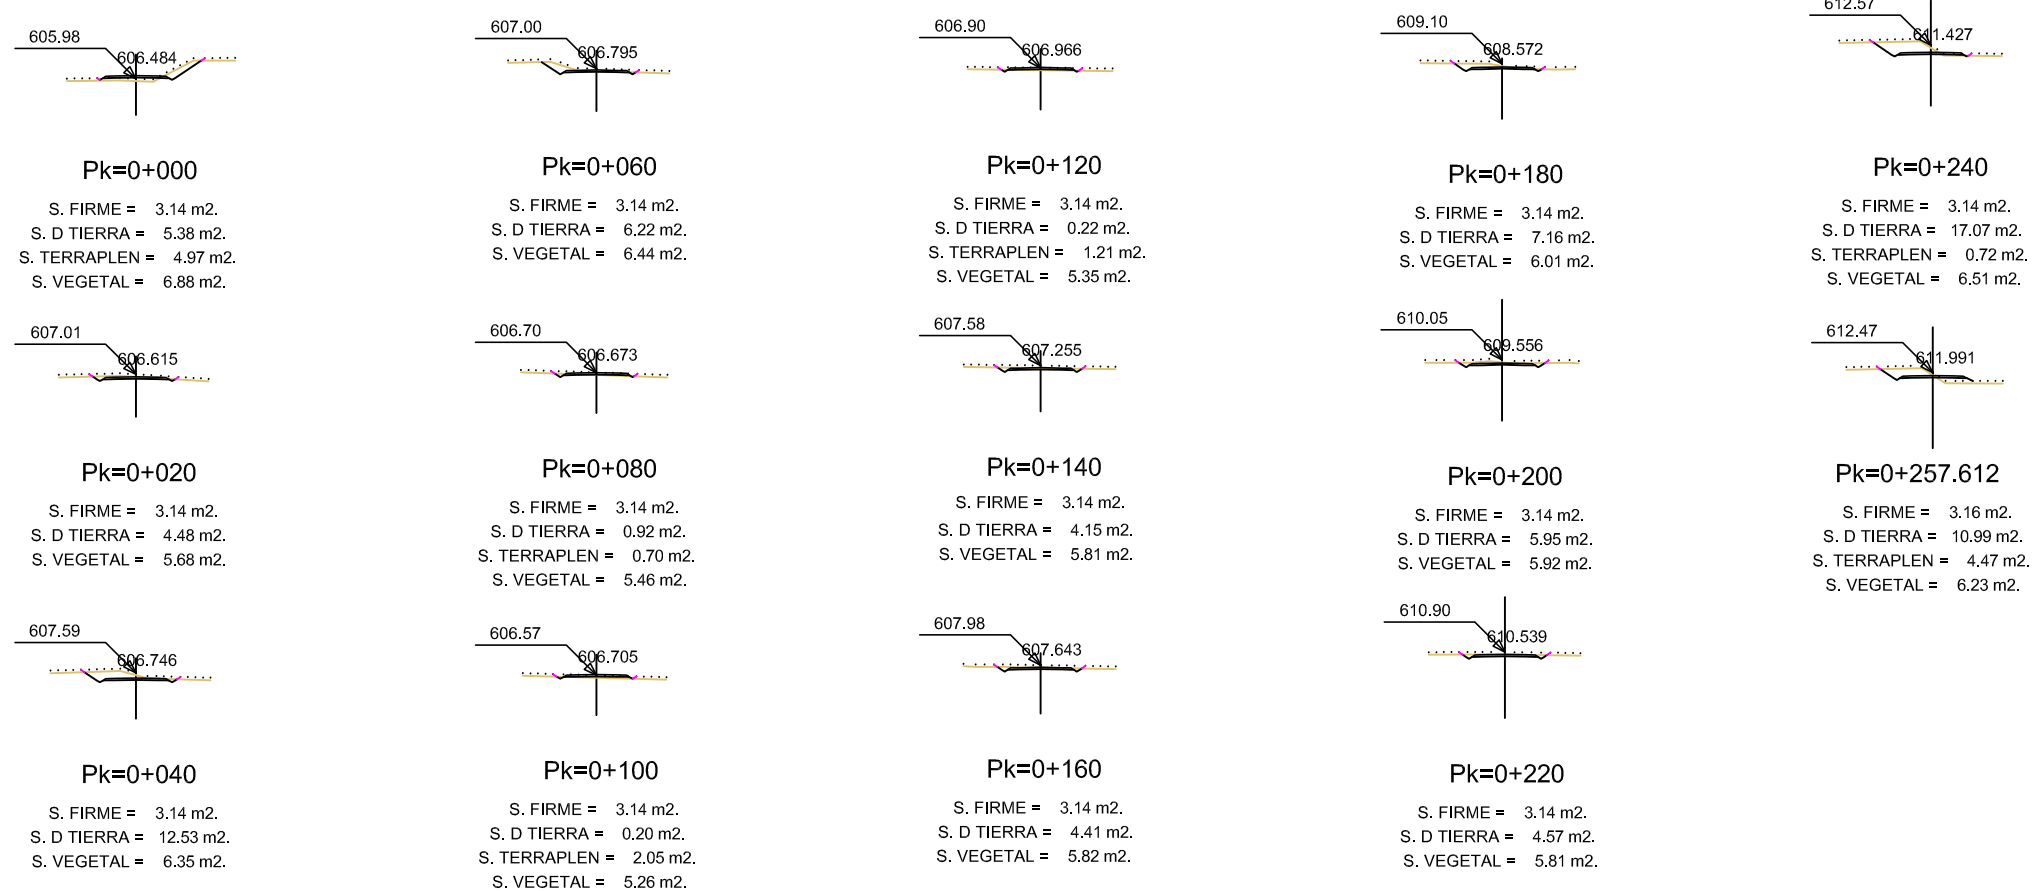 605.98
606.484
Pk=0+000
S. FIRME = 3.14 m2.
S. D TIERRA = 5.38 m2.
S. TERRAPLEN = 4.97 m2.
S. VEGETAL = 6.88 m2.
607.01
606.615
Pk=0+020
S. FIRME = 3.14 m2.
S. D TIERRA = 4.48 m2.
S. VEGETAL = 5.68 m2.
607.59
606.746
Pk=0+040
S. FIRME = 3.14 m2.
S. D TIERRA = 12.53 m2.
S. VEGETAL = 6.35 m2.
607.00
606.795
Pk=0+060
S. FIRME = 3.14 m2.
S. D TIERRA = 6.22 m2.
S. VEGETAL = 6.44 m2.
606.70
606.673
Pk=0+080
S. FIRME = 3.14 m2.
S. D TIERRA = 0.92 m2.
S. TERRAPLEN = 0.70 m2.
S. VEGETAL = 5.46 m2.
606.57
606.705
Pk=0+100
S. FIRME = 3.14 m2.
S. D TIERRA = 0.20 m2.
S. TERRAPLEN = 2.05 m2.
S. VEGETAL = 5.26 m2.
606.90
606.966
Pk=0+120
S. FIRME = 3.14 m2.
S. D TIERRA = 0.22 m2.
S. TERRAPLEN = 1.21 m2.
S. VEGETAL = 5.35 m2.
607.58
607.255
Pk=0+140
S. FIRME = 3.14 m2.
S. D TIERRA = 4.15 m2.
S. VEGETAL = 5.81 m2.
607.98
607.643
Pk=0+160
S. FIRME = 3.14 m2.
S. D TIERRA = 4.41 m2.
S. VEGETAL = 5.82 m2.
609.10
608.572
Pk=0+180
S. FIRME = 3.14 m2.
S. D TIERRA = 7.16 m2.
S. VEGETAL = 6.01 m2.
610.05
609.556
Pk=0+200
S. FIRME = 3.14 m2.
S. D TIERRA = 5.95 m2.
S. VEGETAL = 5.92 m2.
610.90
610.539
Pk=0+220
S. FIRME = 3.14 m2.
S. D TIERRA = 4.57 m2.
S. VEGETAL = 5.81 m2.
612.57
611.427
Pk=0+240
S. FIRME = 3.14 m2.
S. D TIERRA = 17.07 m2.
S. TERRAPLEN = 0.72 m2.
S. VEGETAL = 6.51 m2.
612.47
611.991
Pk=0+257.612
S. FIRME = 3.16 m2.
S. D TIERRA = 10.99 m2.
S. TERRAPLEN = 4.47 m2.
S. VEGETAL = 6.23 m2.